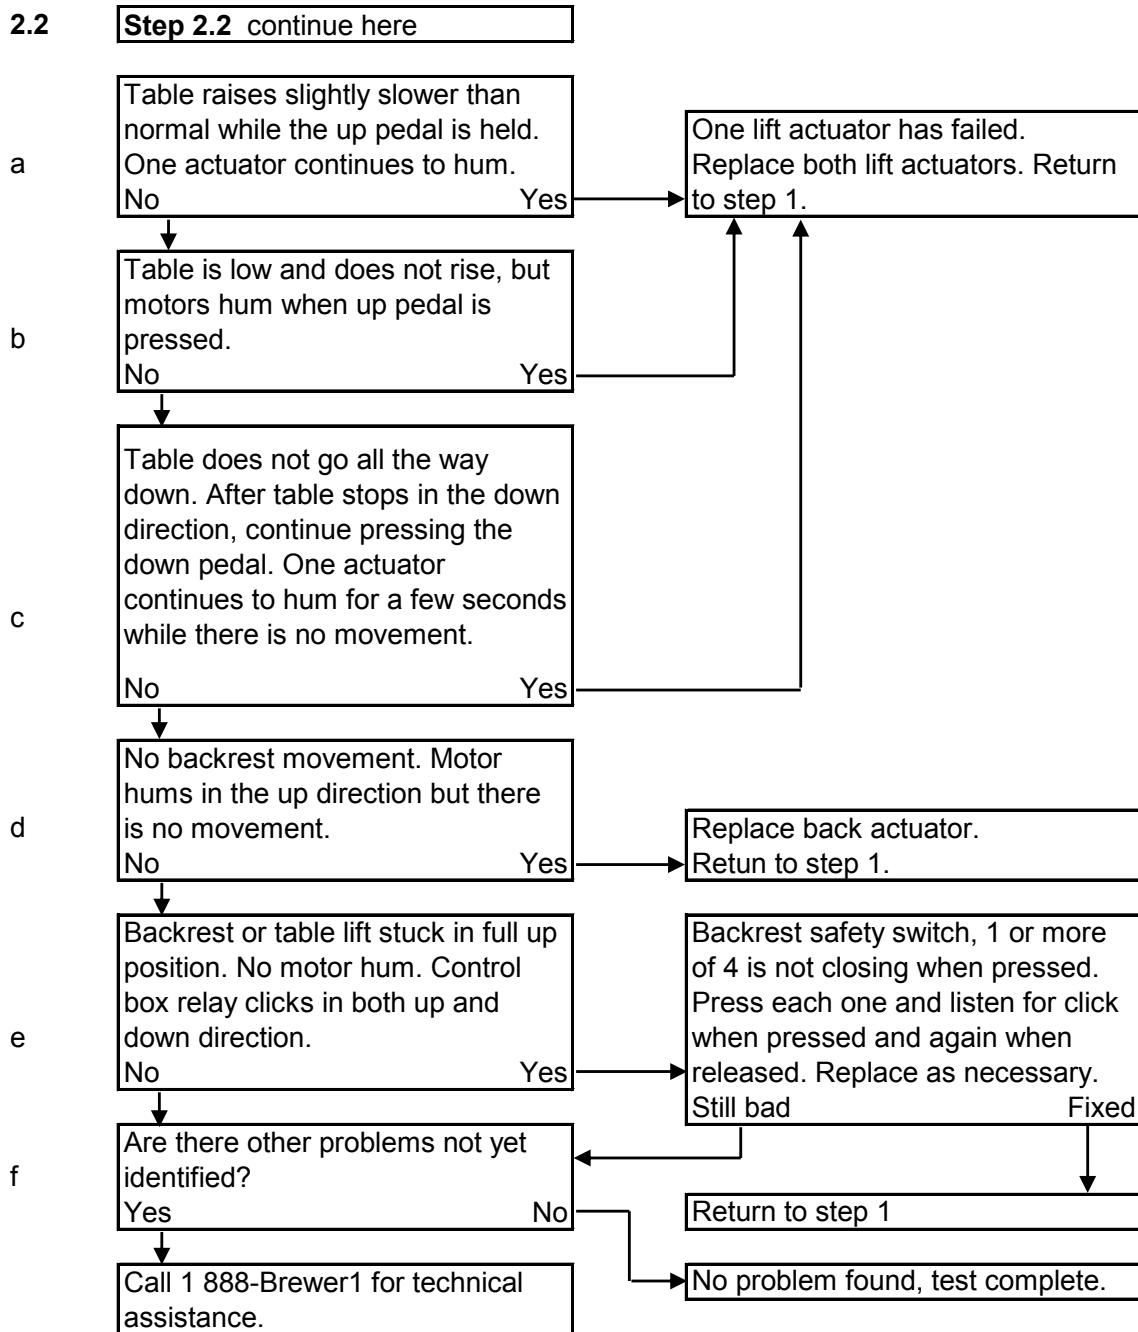 2.2
Step 2.2 continue here
a
Table raises slightly slower than
normal while the up pedal is held.
One actuator continues to hum.
No Yes
One lift actuator has failed.
Replace both lift actuators. Return
to step 1.
b
Table is low and does not rise, but
motors hum when up pedal is
pressed.
No Yes
c
Table does not go all the way
down. After table stops in the down
direction, continue pressing the
down pedal. One actuator
continues to hum for a few seconds
while there is no movement.
No Yes
d
No backrest movement. Motor
hums in the up direction but there
is no movement.
No Yes
Replace back actuator.
Retun to step 1.
e
Backrest or table lift stuck in full up
position. No motor hum. Control
box relay clicks in both up and
down direction.
No Yes
Backrest safety switch, 1 or more
of 4 is not closing when pressed.
Press each one and listen for click
when pressed and again when
released. Replace as necessary.
Still bad Fixed
f
Are there other problems not yet
identified?
Yes No
Return to step 1
Call 1 888-Brewer1 for technical
assistance.
No problem found, test complete.